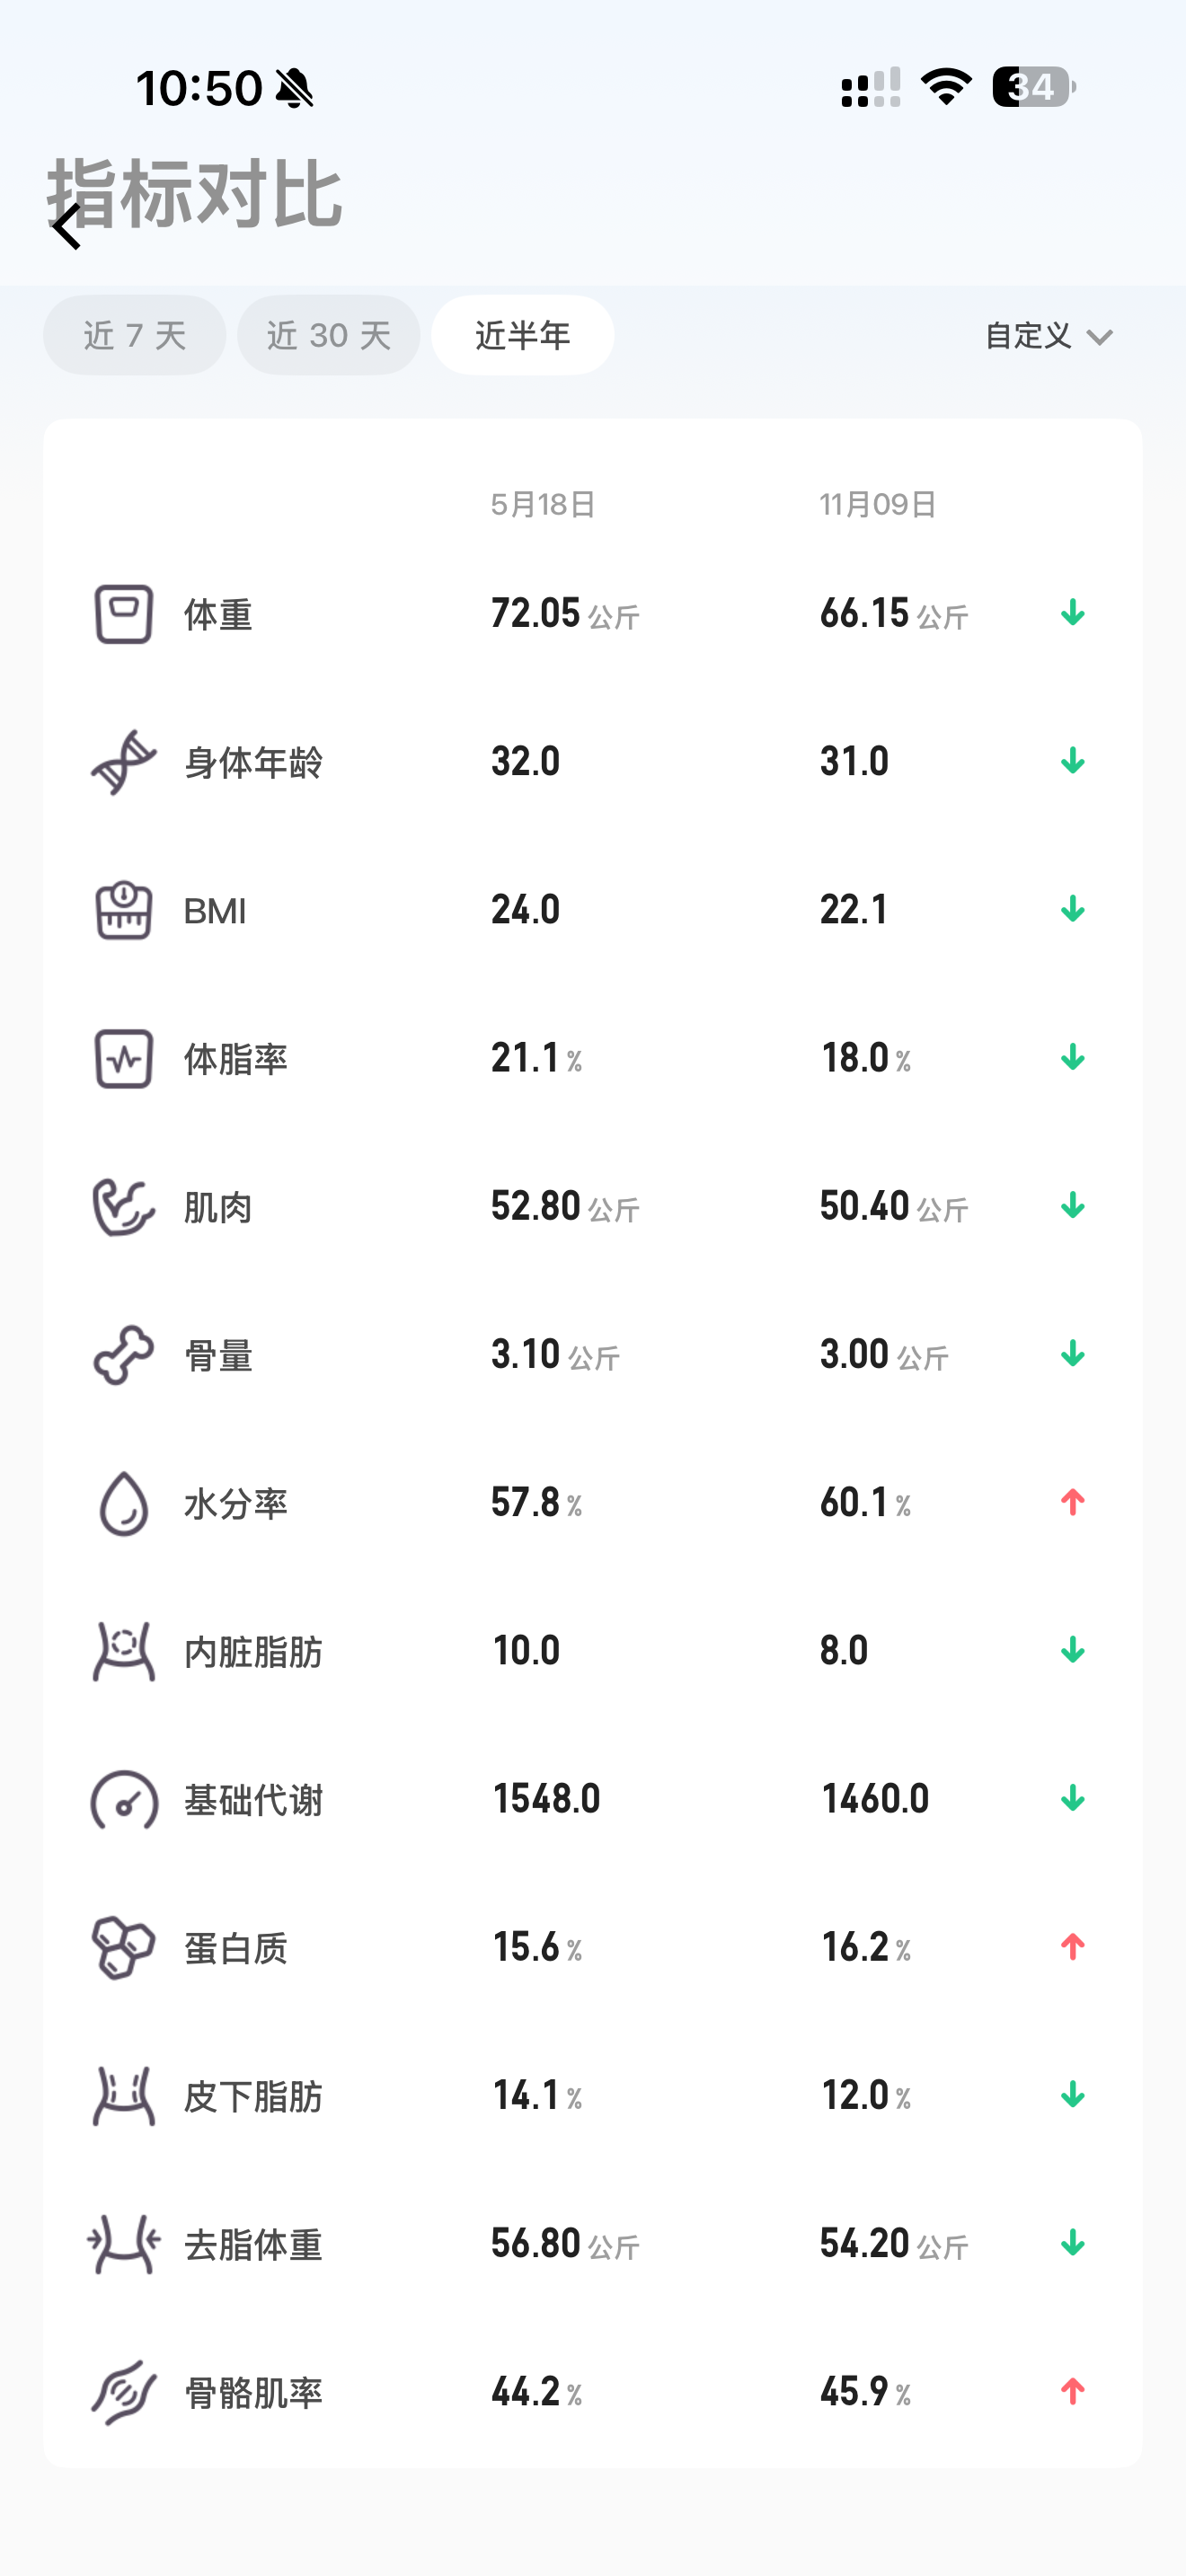 10:50
34
指标对比
近 7 天 近 30 天 近半年 自定义
5月18日 11月09日
体重 72.05 公斤 66.15 公斤
身体年龄 32.0 31.0
BMI 24.0 22.1
体脂率 21.1 % 18.0 %
肌肉 52.80 公斤 50.40 公斤
骨量 3.10 公斤 3.00 公斤
水分率 57.8 % 60.1 %
内脏脂肪 10.0 8.0
基础代谢 1548.0 1460.0
蛋白质 15.6 % 16.2 %
皮下脂肪 14.1 % 12.0 %
去脂体重 56.80 公斤 54.20 公斤
骨骼肌率 44.2 % 45.9 %